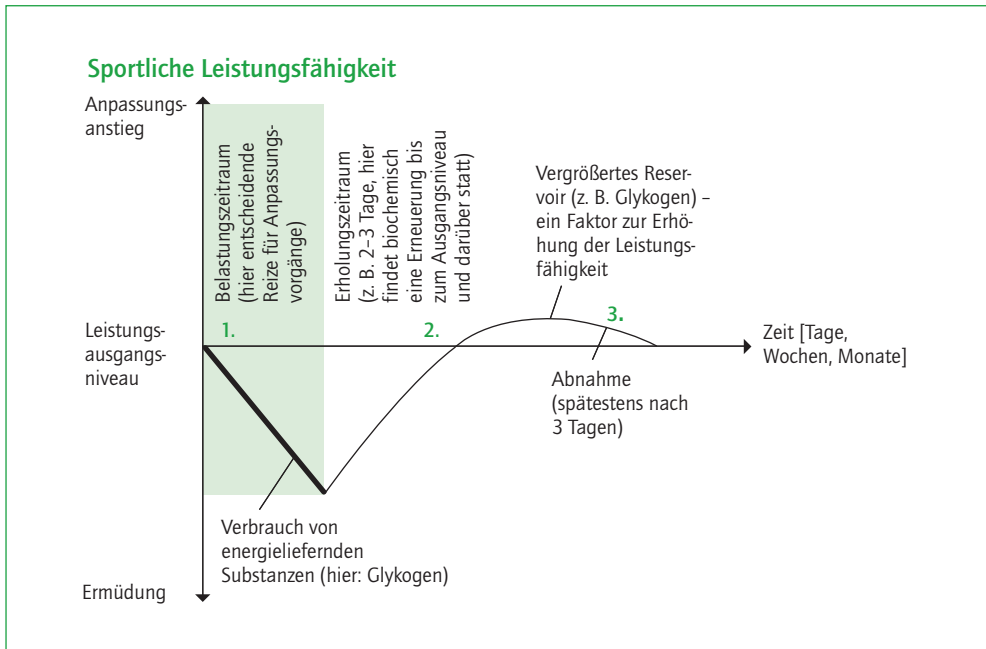 Sportliche Leistungsfähigkeit
Anpassungs-
anstieg
Belastungszeitraum
(hier entscheidende
Reize für Anpassungs-
vorgänge)
Erholungszeitraum
(z. B. 2–3 Tage, hier
findet biochemisch
eine Erneuerung bis
zum Ausgangsniveau
und darüber statt)
Vergrößertes Reser-
voir (z. B. Glykogen) –
ein Faktor zur Erhö-
hung der Leistungs-
fähigkeit
1.
2.
3.
Leistungs-
ausgangs-
niveau
Zeit [Tage,
Wochen, Monate]
Abnahme
(spätestens nach
3 Tagen)
Verbrauch von
energieliefernden
Substanzen (hier: Glykogen)
Ermüdung